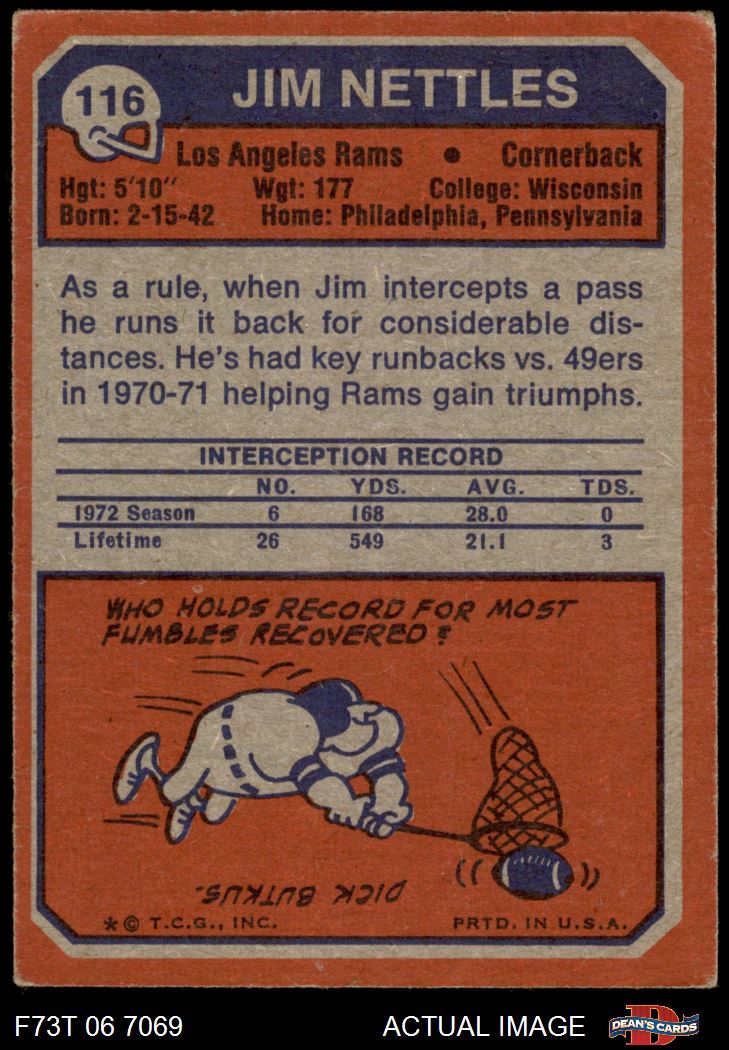 116
JIM NETTLES
Los Angeles Rams • Cornerback
Hgt: 5'10" Wgt: 177 College: Wisconsin
Born: 2-15-42 Home: Philadelphia, Pennsylvania
As a rule, when Jim intercepts a pass
he runs it back for considerable dis-
tances. He's had key runbacks vs. 49ers
in 1970-71 helping Rams gain triumphs.
INTERCEPTION RECORD
NO. YDS. AVG. TDS.
1972 Season 6 168 28.0 0
Lifetime 26 549 21.1 3
WHO HOLDS RECORD FOR MOST
FUMBLES RECOVERED?
DICK BUTKUS.
*© T.C.G., INC. PRTD. IN U.S.A.
F73T 06 7069 ACTUAL IMAGE DEAN'S CARDS